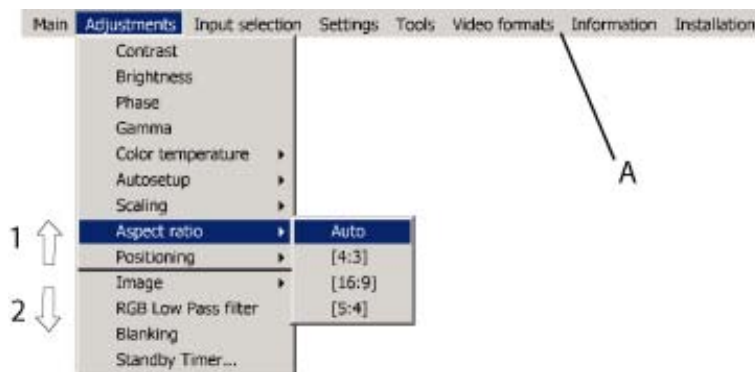 Main Adjustments Input selection Settings Tools Video formats Information Installation
Contrast
Brightness
Phase
Gamma
Color temperature
Autosetup
Scaling
Aspect ratio
Positioning
Image
RGB Low Pass filter
Blanking
Standby Timer...
Auto
[4:3]
[16:9]
[5:4]
A
1
2